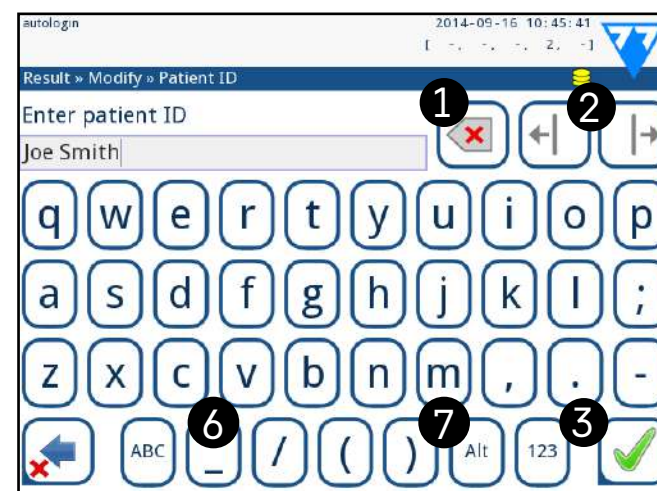 autologin 2014-09-16 10:45:41
[ -, -, -, 2, -]
Result » Modify » Patient ID
Enter patient ID
1 2
Joe Smith
q w e r t y u i o p
a s d f g h j k l ;
z x c v b n m , . -
6 7 3
ABC _ / ( ) Alt 123